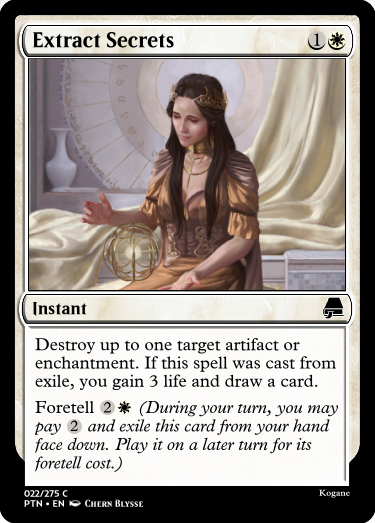 Extract Secrets 1
Instant
Destroy up to one target artifact or
enchantment. If this spell was cast from
exile, you gain 3 life and draw a card.
Foretell 2 (During your turn, you may
pay 2 and exile this card from your hand
face down. Play it on a later turn for its
foretell cost.)
022/275 C
Kogane
PTN • EN Chern Blysse